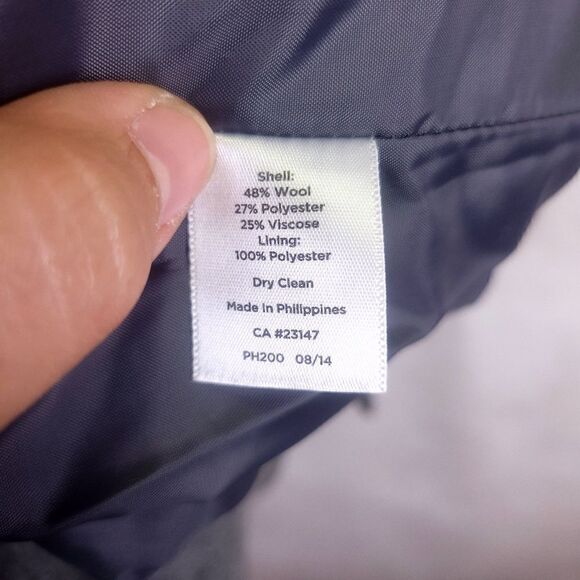 Shell:
48% Wool
27% Polyester
25% Viscose
Lining:
100% Polyester
Dry Clean
Made in Philippines
CA #23147
PH200 08/14